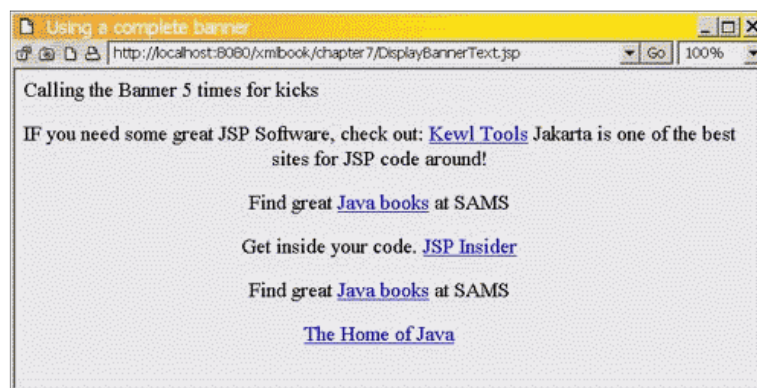 Using a complete banner
http://localhost:8080/xmlbook/chapter7/DisplayBannerText.jsp Go 100%
Calling the Banner 5 times for kicks
IF you need some great JSP Software, check out: Kewl Tools Jakarta is one of the best
sites for JSP code around!
Find great Java books at SAMS
Get inside your code. JSP Insider
Find great Java books at SAMS
The Home of Java